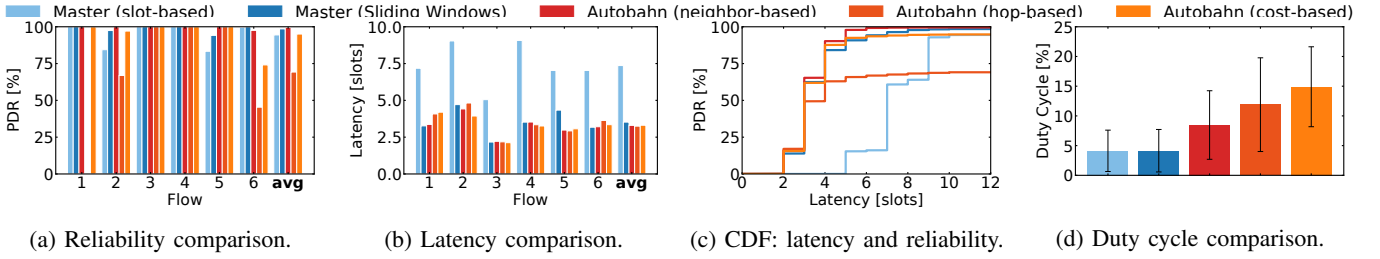 Master (slot-based) Master (Sliding Windows) Autobahn (neighbor-based) Autobahn (hop-based) Autobahn (cost-based)
PDR [%]
100
75
50
25
0
1 2 3 4 5 6 avg
Flow
(a) Reliability comparison.
Latency [slots]
10.0
7.5
5.0
2.5
0.0
1 2 3 4 5 6 avg
Flow
(b) Latency comparison.
PDR [%]
100
75
50
25
0
0 2 4 6 8 10 12
Latency [slots]
(c) CDF: latency and reliability.
Duty Cycle [%]
25
20
15
10
5
0
(d) Duty cycle comparison.